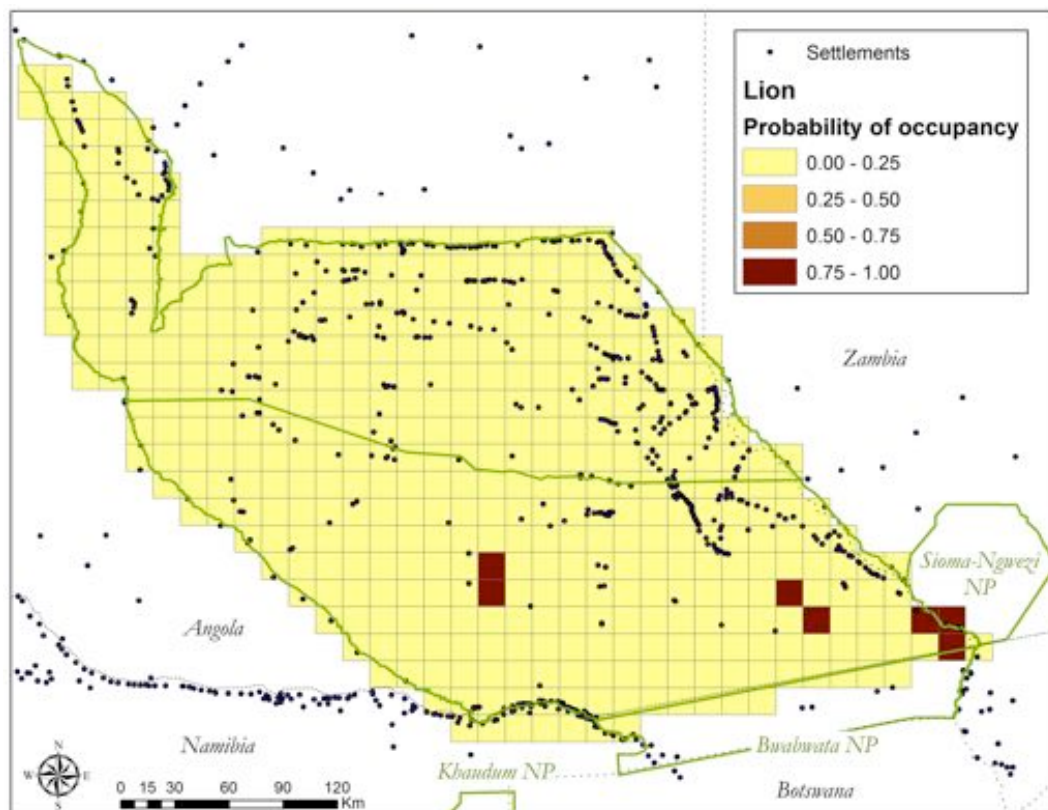 Settlements
Lion
Probability of occupancy
0.00 - 0.25
0.25 - 0.50
0.50 - 0.75
0.75 - 1.00
Zambia
Sioma-Ngwezi
NP
Angola
Namibia
Khaudum NP
Bwabwata NP
Botswana
N
W E
S
0 15 30 60 90 120
Km